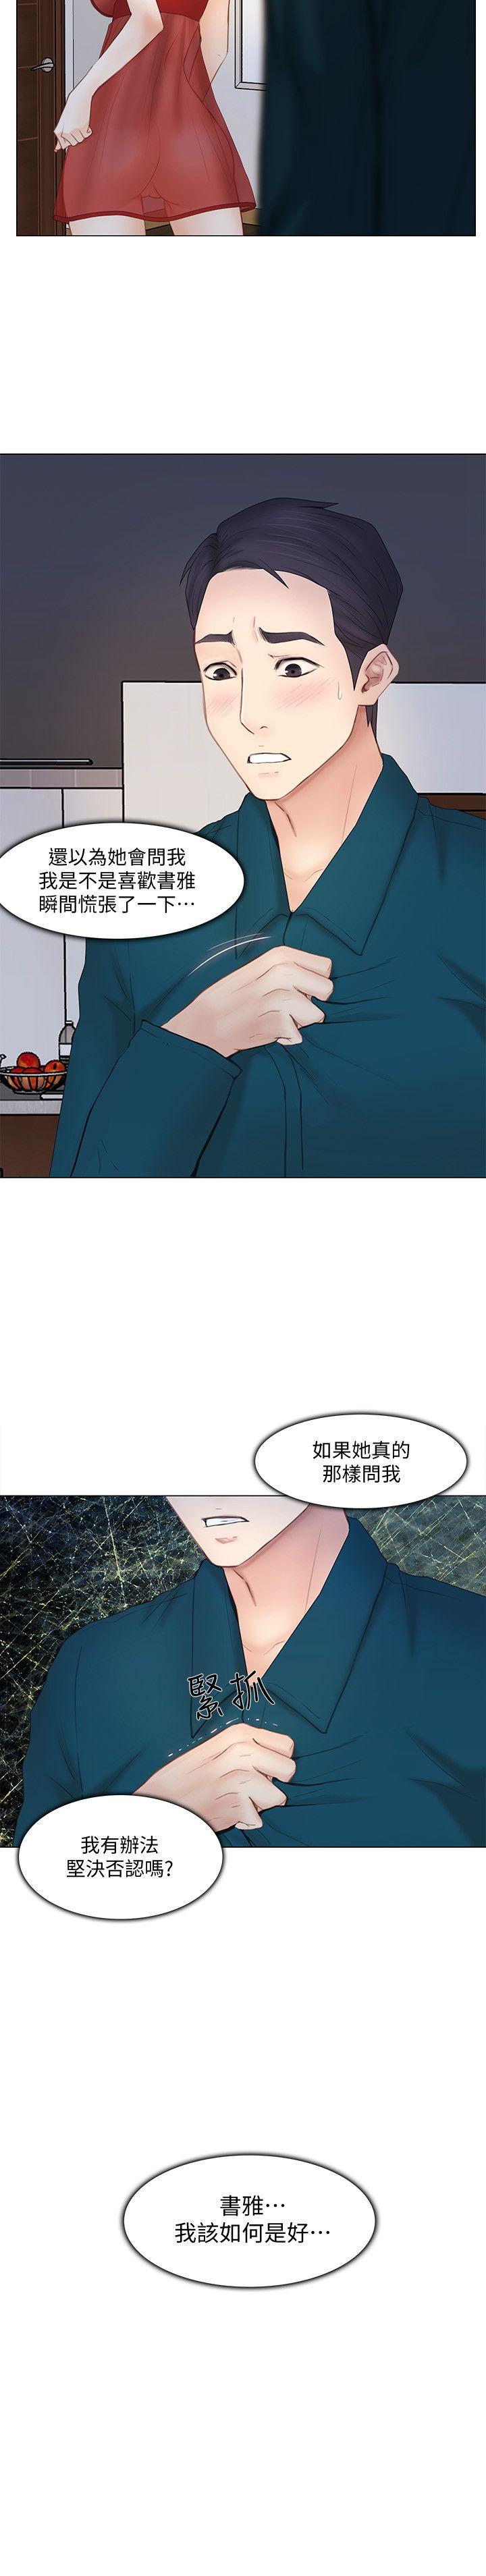 還以為她會問我
我是不是喜歡書雅
瞬間慌張了一下⋯
如果她真的
那樣問我
緊抓
我有辦法
堅決否認嗎?
書雅⋯
我該如何是好⋯